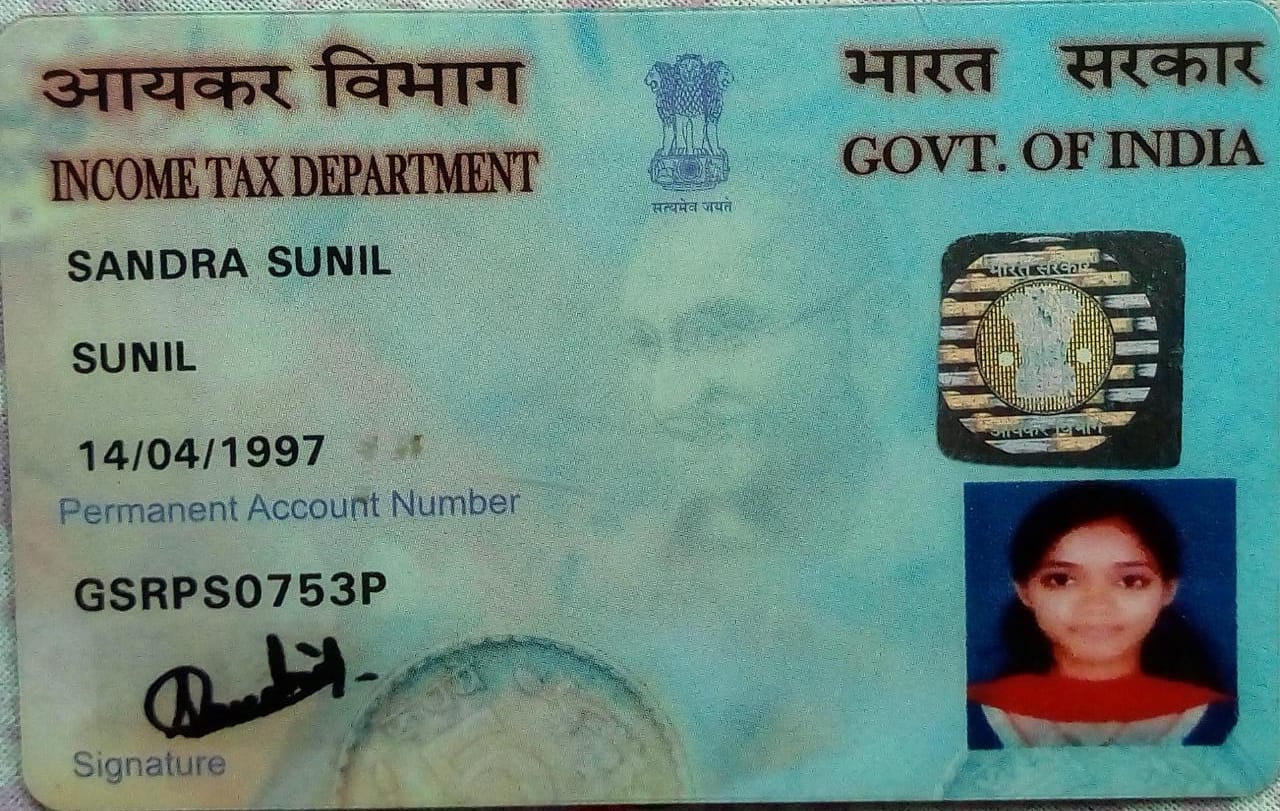 आयकर विभाग
INCOME TAX DEPARTMENT
सत्यमेव जयते
भारत सरकार
GOVT. OF INDIA
SANDRA SUNIL
SUNIL
14/04/1997
Permanent Account Number
GSRPS0753P
Signature
भारत सरकार
आयकर विभाग